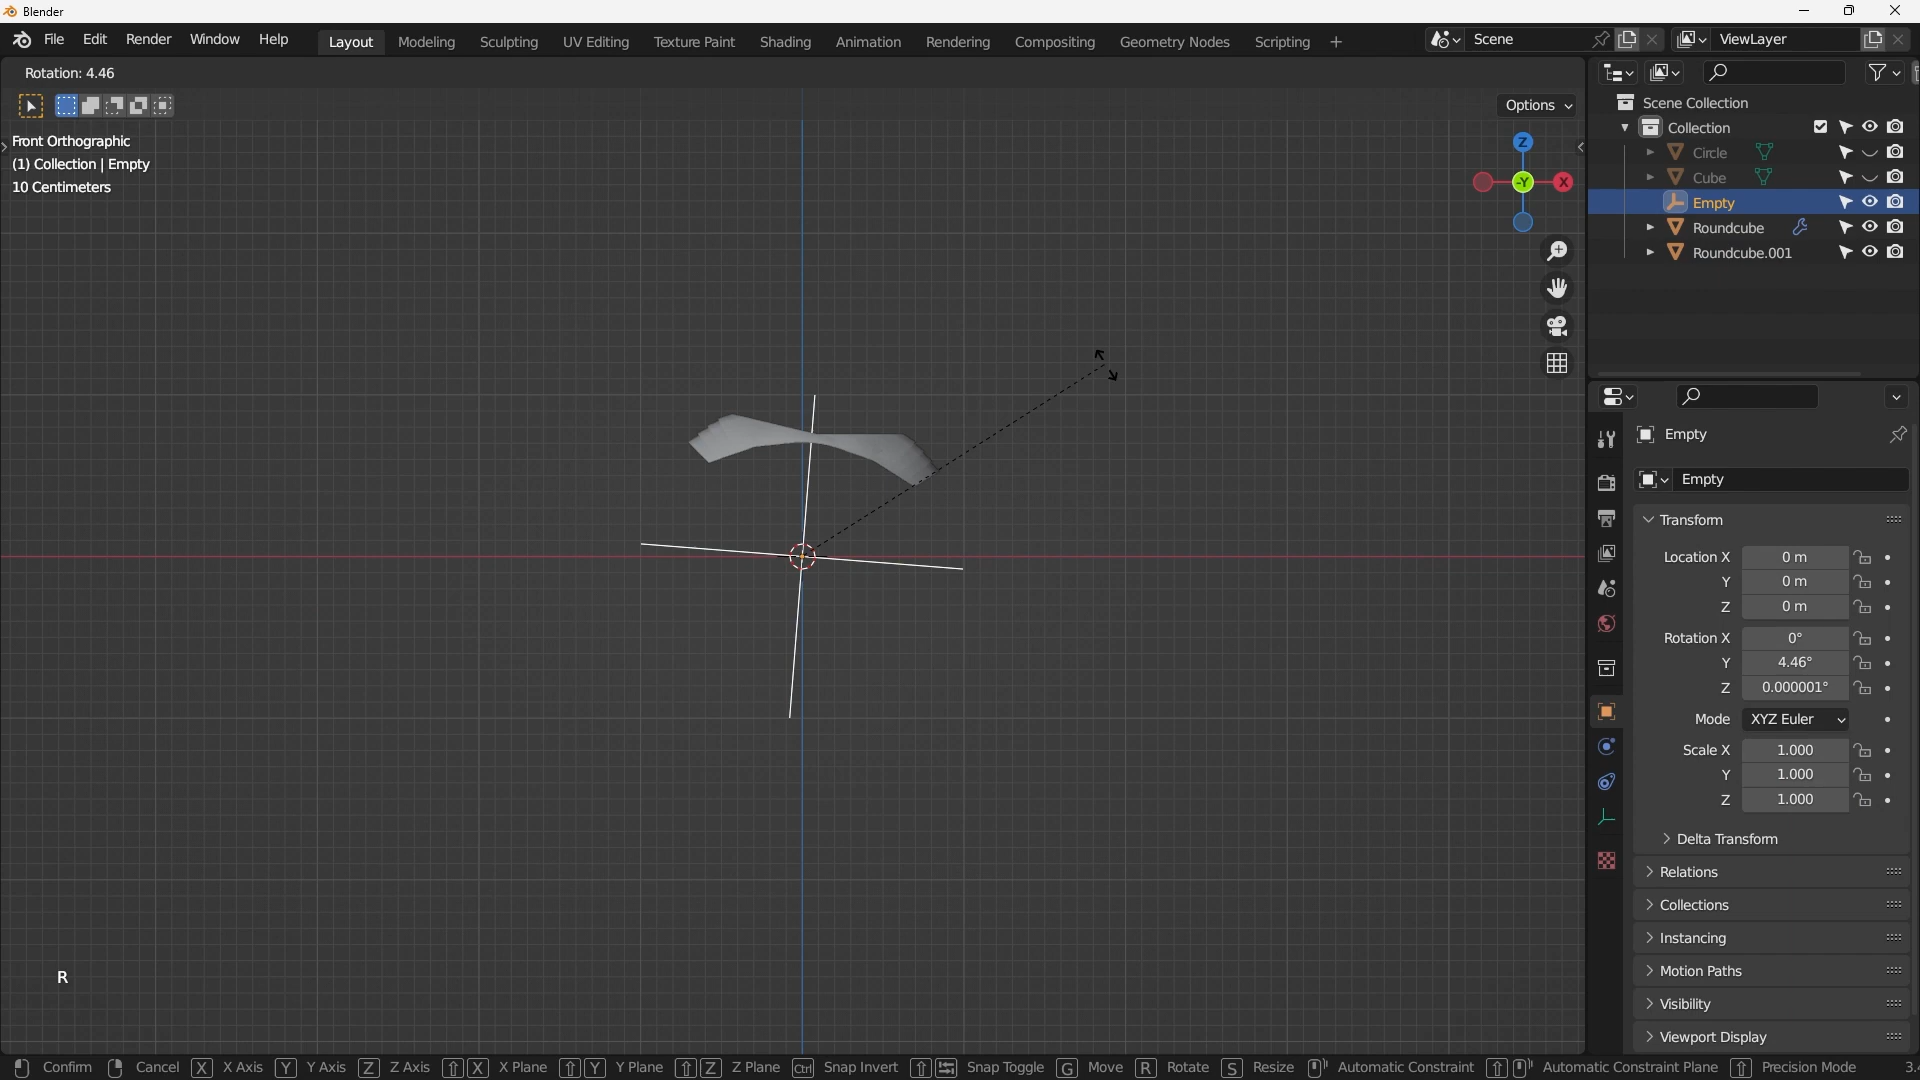 Blender
File Edit Render Window Help Layout Modeling Sculpting UV Editing Texture Paint Shading Animation Rendering Compositing Geometry Nodes Scripting + Scene ViewLayer
Rotation: 4.46
Options
Front Orthographic
(1) Collection | Empty
10 Centimeters
Z
-Y
X
R
Scene Collection
Collection
Circle
Cube
Empty
Roundcube
Roundcube.001
Empty
Empty
Transform
Location X 0 m
Y 0 m
Z 0 m
Rotation X 0°
Y 4.46°
Z 0.000001°
Mode XYZ Euler
Scale X 1.000
Y 1.000
Z 1.000
Delta Transform
Relations
Collections
Instancing
Motion Paths
Visibility
Viewport Display
Confirm Cancel X X Axis Y Y Axis Z Z Axis X X Plane Y Y Plane Z Z Plane Ctrl Snap Invert Snap Toggle G Move R Rotate S Resize Automatic Constraint Automatic Constraint Plane Precision Mode